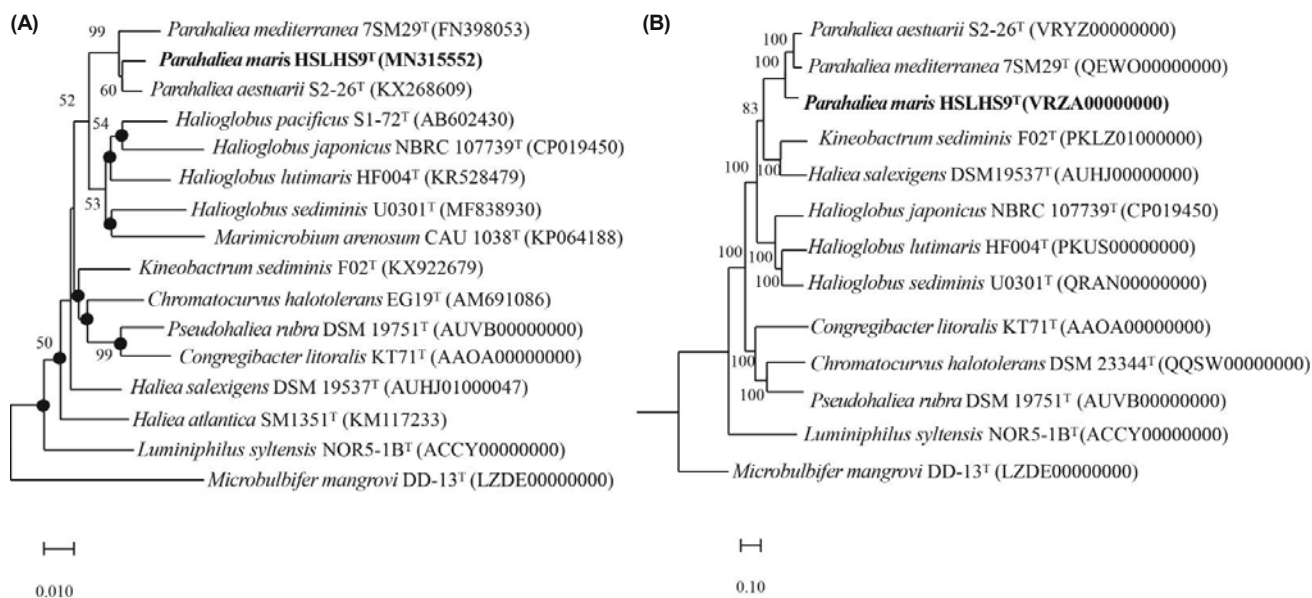 (A)
99
Parahaliea mediterranea 7SM29ᵀ (FN398053)
Parahaliea maris HSLHS9ᵀ (MN315552)
60
Parahaliea aestuarii S2-26ᵀ (KX268609)
52
54
Halioglobus pacificus S1-72ᵀ (AB602430)
Halioglobus japonicus NBRC 107739ᵀ (CP019450)
Halioglobus lutimaris HF004ᵀ (KR528479)
53
Halioglobus sediminis U0301ᵀ (MF838930)
Marimicrobium arenosum CAU 1038ᵀ (KP064188)
Kineobactrum sediminis F02ᵀ (KX922679)
Chromatocurvus halotolerans EG19ᵀ (AM691086)
Pseudohaliea rubra DSM 19751ᵀ (AUVB00000000)
50
99
Congregibacter litoralis KT71ᵀ (AAOA00000000)
Haliea salexigens DSM 19537ᵀ (AUHJ01000047)
Haliea atlantica SM1351ᵀ (KM117233)
Luminiphilus syltensis NOR5-1Bᵀ (ACCY00000000)
Microbulbifer mangrovi DD-13ᵀ (LZDE00000000)
0.010
(B)
Parahaliea aestuarii S2-26ᵀ (VRYZ00000000)
100
100
Parahaliea mediterranea 7SM29ᵀ (QEWO00000000)
Parahaliea maris HSLHS9ᵀ (VRZA00000000)
83
Kineobactrum sediminis F02ᵀ (PKLZ01000000)
100
100
Haliea salexigens DSM19537ᵀ (AUHJ00000000)
Halioglobus japonicus NBRC 107739ᵀ (CP019450)
100
100
Halioglobus lutimaris HF004ᵀ (PKUS00000000)
100
Halioglobus sediminis U0301ᵀ (QRAN00000000)
Congregibacter litoralis KT71ᵀ (AAOA00000000)
100
Chromatocurvus halotolerans DSM 23344ᵀ (QQSW00000000)
100
Pseudohaliea rubra DSM 19751ᵀ (AUVB00000000)
Luminiphilus syltensis NOR5-1Bᵀ (ACCY00000000)
Microbulbifer mangrovi DD-13ᵀ (LZDE00000000)
0.10